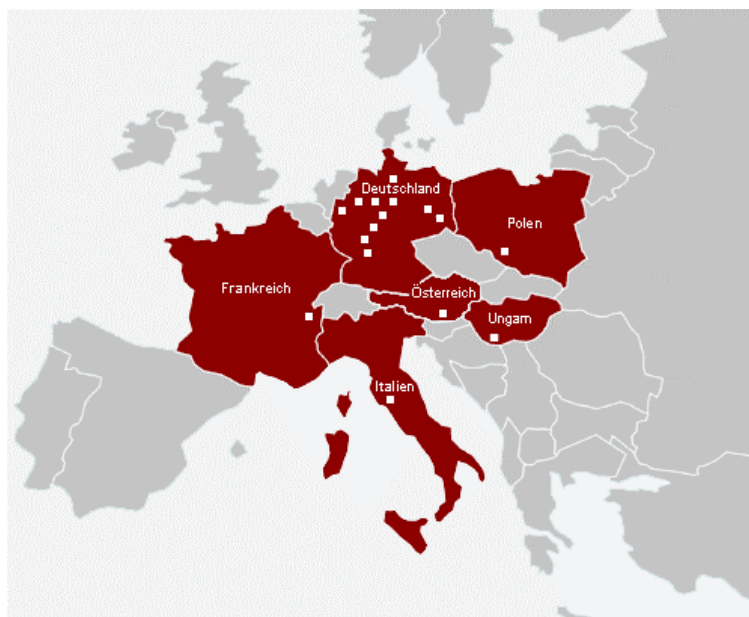 Deutschland
Polen
Frankreich
Österreich
Ungarn
Italien